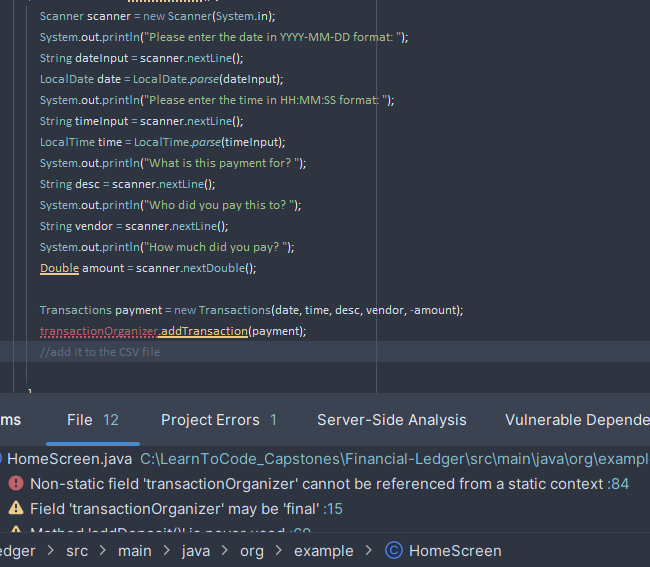 Scanner scanner = new Scanner(System.in);
System.out.println("Please enter the date in YYYY-MM-DD format: ");
String dateInput = scanner.nextLine();
LocalDate date = LocalDate.parse(dateInput);
System.out.println("Please enter the time in HH:MM:SS format: ");
String timeInput = scanner.nextLine();
LocalTime time = LocalTime.parse(timeInput);
System.out.println("What is this payment for? ");
String desc = scanner.nextLine();
System.out.println("Who did you pay this to? ");
String vendor = scanner.nextLine();
System.out.println("How much did you pay? ");
Double amount = scanner.nextDouble();
Transactions payment = new Transactions(date, time, desc, vendor, -amount);
transactionOrganizer.addTransaction(payment);
//add it to the CSV file
}
ms File 12 Project Errors 1 Server-Side Analysis Vulnerable Depende
HomeScreen.java C:\LearnToCode_Capstones\Financial-Ledger\src\main\java\org\exampl
Non-static field 'transactionOrganizer' cannot be referenced from a static context :84
Field 'transactionOrganizer' may be 'final' :15
Method 'addDeposit()' is never used :60
edger > src > main > java > org > example > HomeScreen